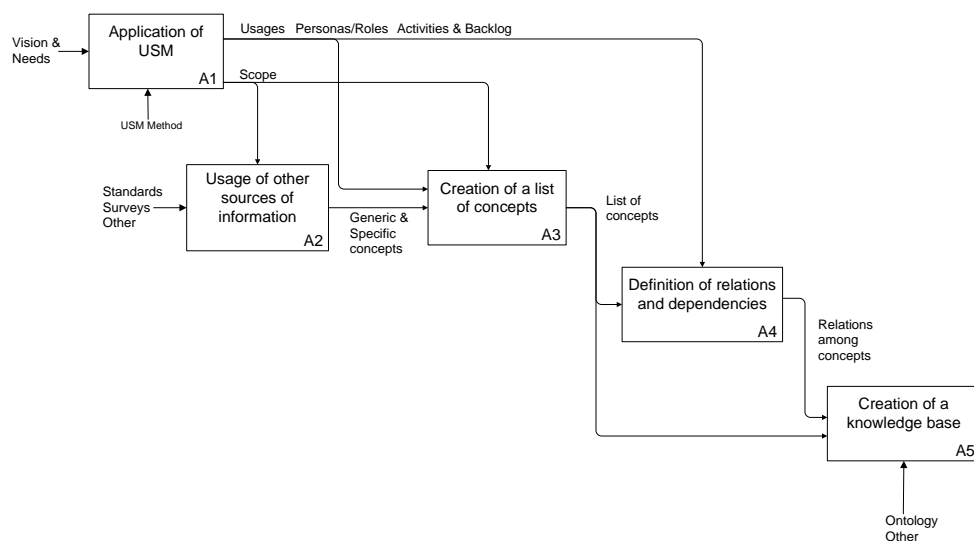 Application of
USM
A1
Vision &
Needs
USM Method
Usages Personas/Roles Activities & Backlog
Scope
Usage of other
sources of
information
A2
Standards
Surveys
Other
Generic &
Specific
concepts
Creation of a list
of concepts
A3
List of
concepts
Definition of relations
and dependencies
A4
Relations
among
concepts
Creation of a
knowledge base
A5
Ontology
Other